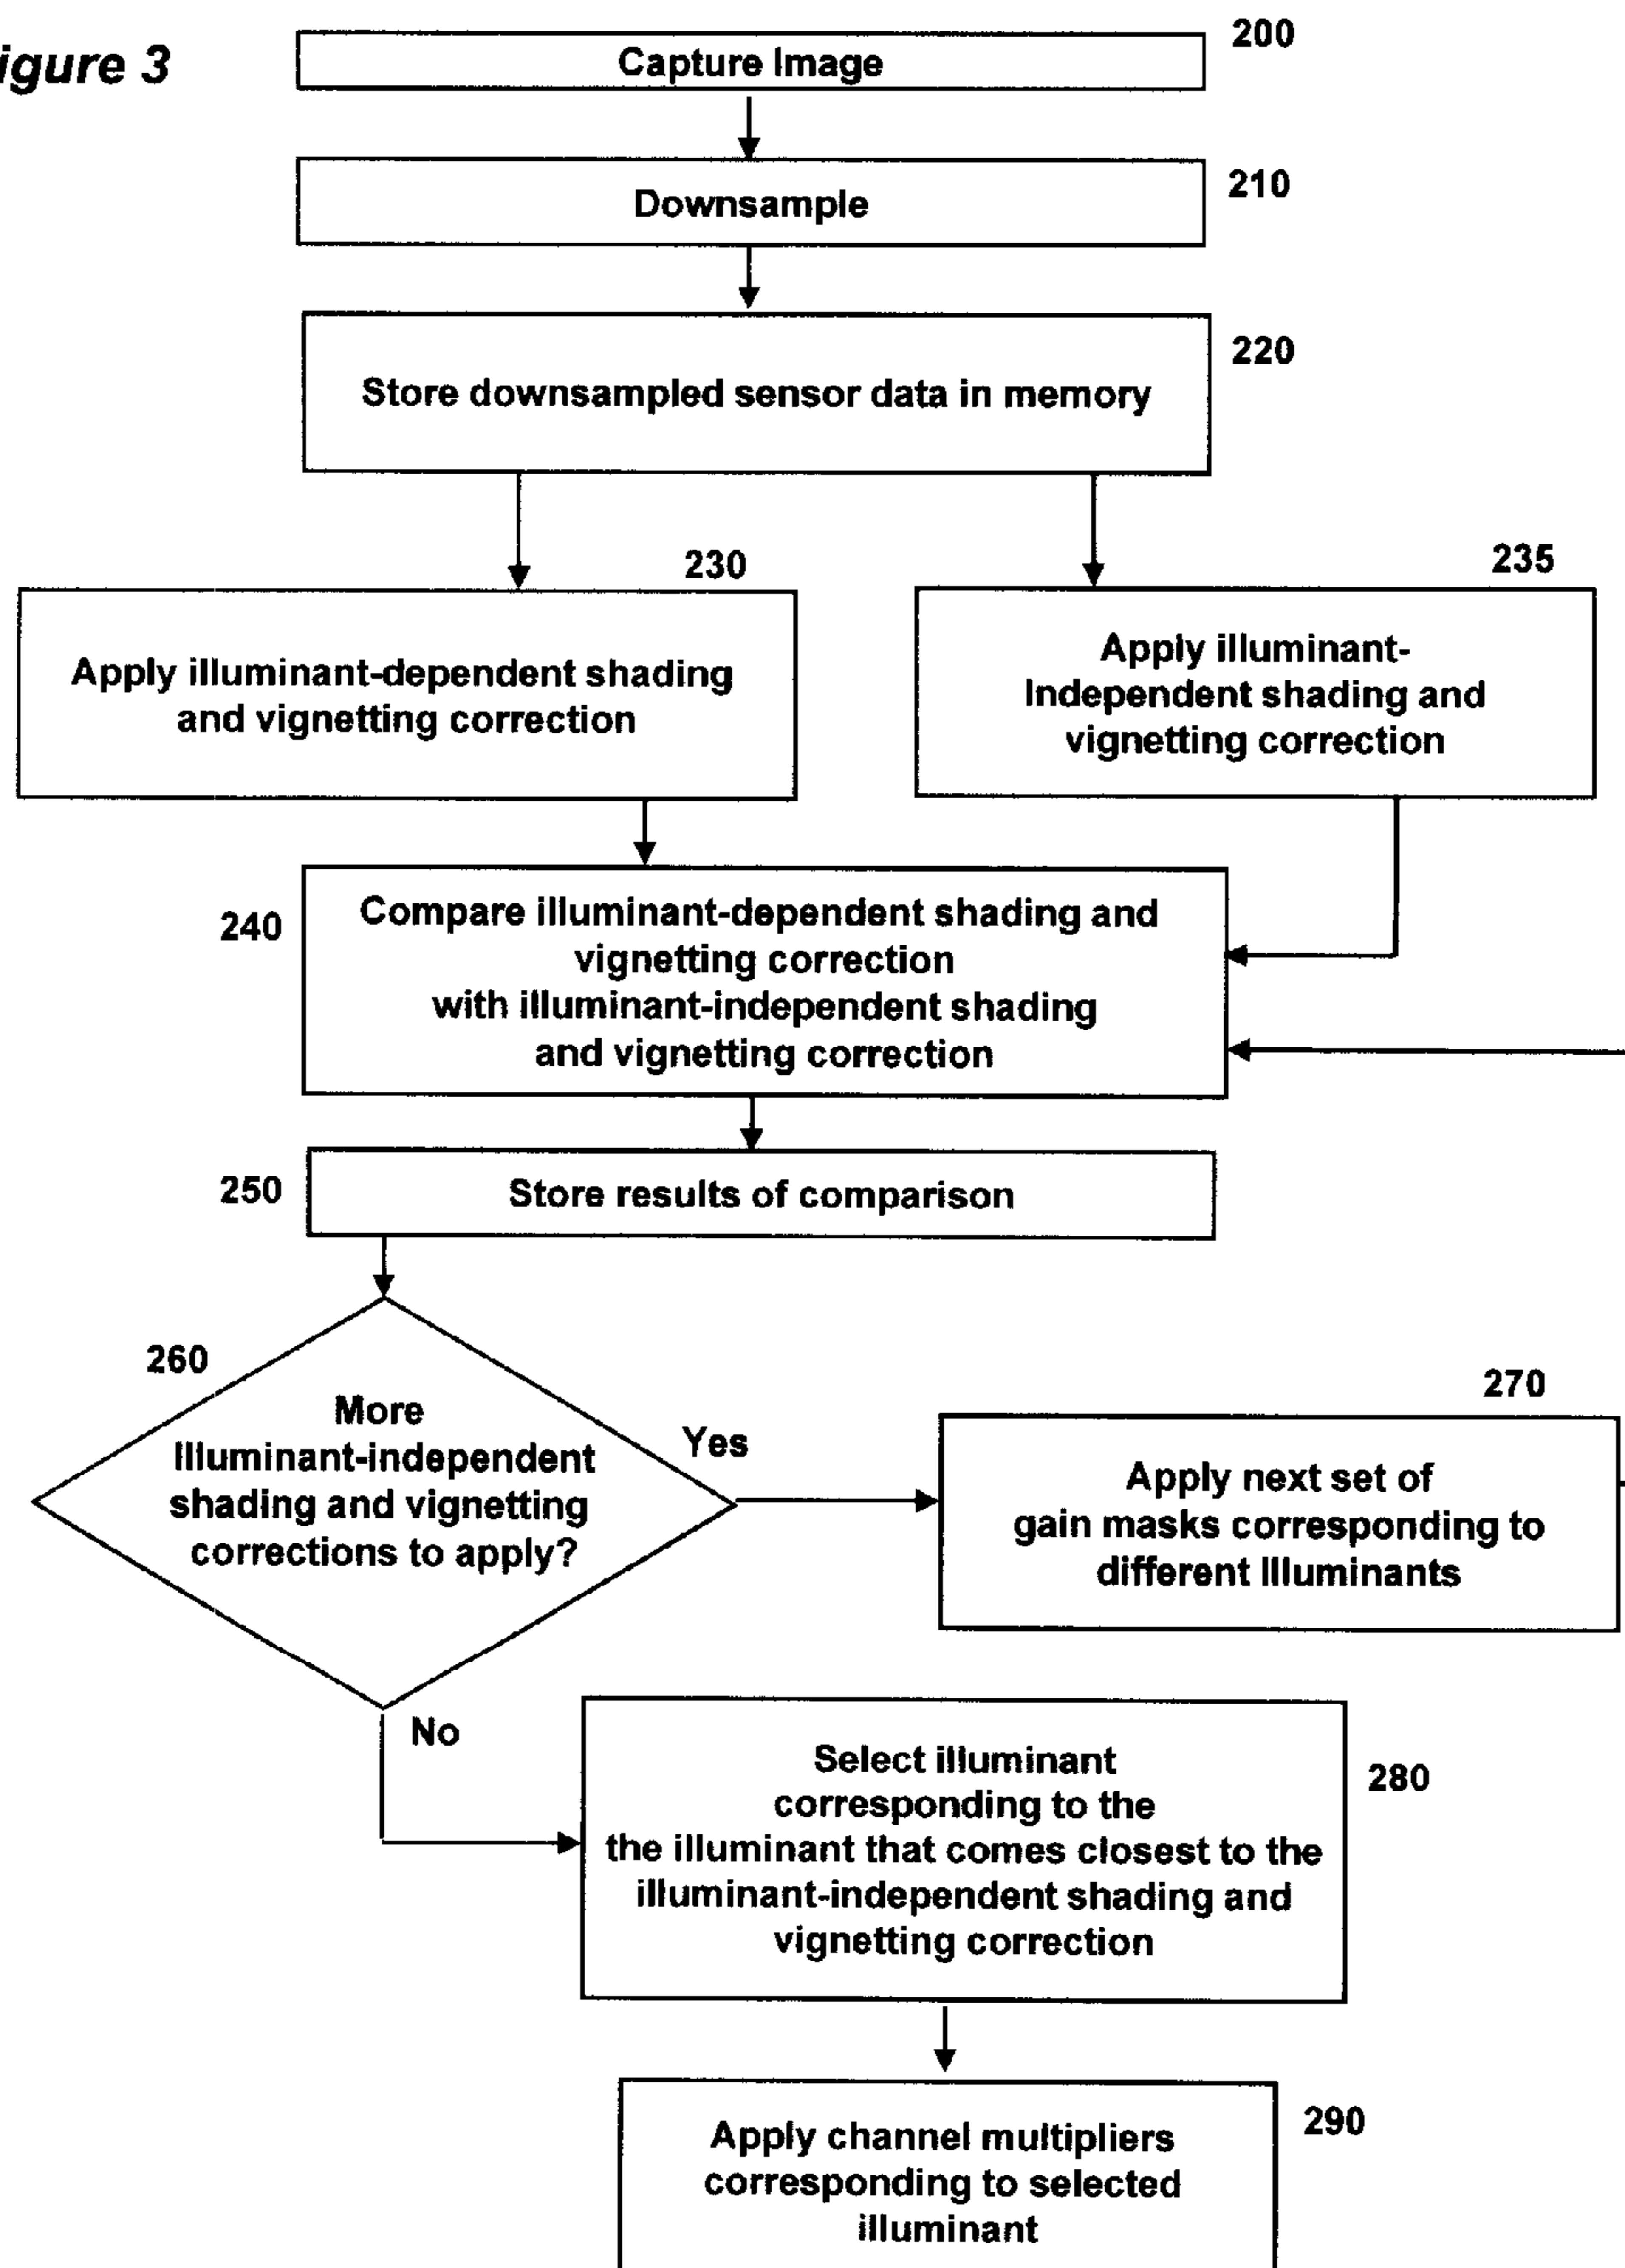 igure 3
200
Capture Image
210
Downsample
220
Store downsampled sensor data in memory
230
Apply illuminant-dependent shading
and vignetting correction
235
Apply illuminant-
Independent shading and
vignetting correction
240
Compare illuminant-dependent shading and
vignetting correction
with illuminant-independent shading
and vignetting correction
250
Store results of comparison
260
More
Illuminant-independent
shading and vignetting
corrections to apply?
Yes
270
Apply next set of
gain masks corresponding to
different Illuminants
No
280
Select illuminant
corresponding to the
the illuminant that comes closest to the
illuminant-independent shading and
vignetting correction
290
Apply channel multipliers
corresponding to selected
illuminant